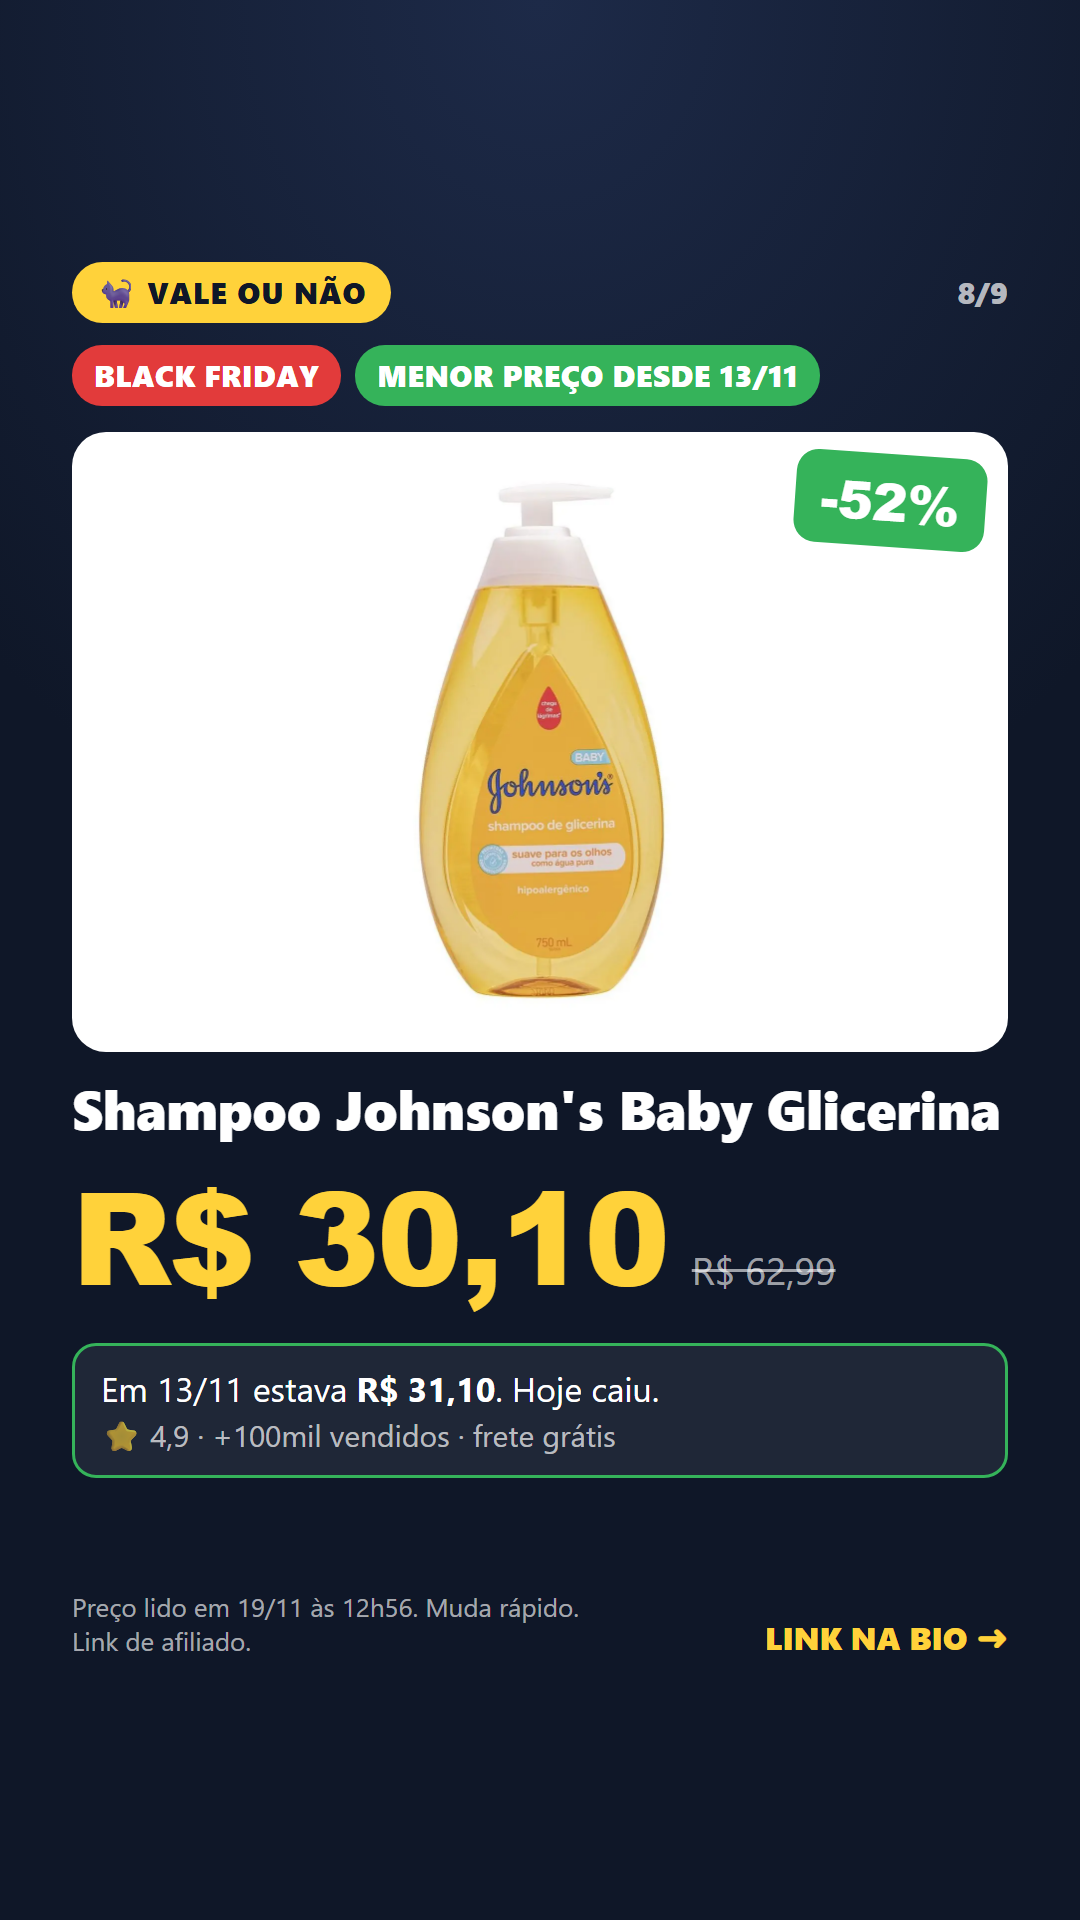 VALE OU NÃO
8/9
BLACK FRIDAY
MENOR PREÇO DESDE 13/11
-52%
chega
de
lágrimas
BABY
Johnson's®
shampoo de glicerina
suave para os olhos
como água pura
hipoalergênico
750 mL
Shampoo Johnson's Baby Glicerina
R$ 30,10 R$ 62,99
Em 13/11 estava R$ 31,10. Hoje caiu.
4,9 · +100mil vendidos · frete grátis
Preço lido em 19/11 às 12h56. Muda rápido.
Link de afiliado.
LINK NA BIO →